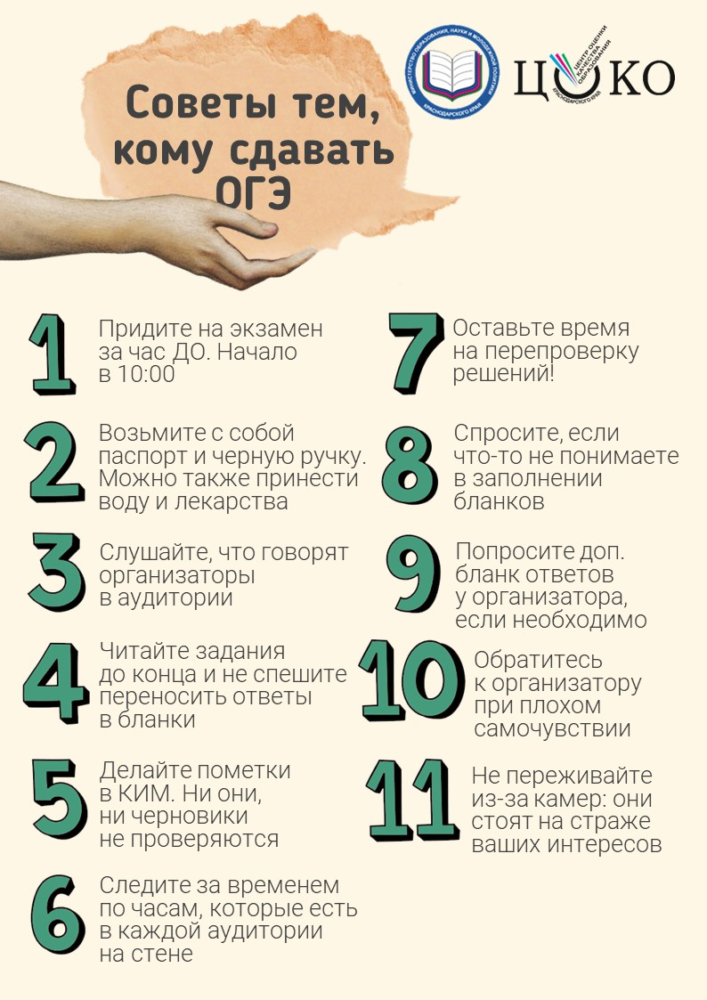 Советы тем,
кому сдавать
ОГЭ
МИНИСТЕРСТВО ОБРАЗОВАНИЯ, НАУКИ И МОЛОДЕЖНОЙ ПОЛИТИКИ
КРАСНОДАРСКОГО КРАЯ
ЦОКО
ЦЕНТР ОЦЕНКИ
КАЧЕСТВА
ОБРАЗОВАНИЯ
КРАСНОДАРСКОГО КРАЯ
1
Придите на экзамен
за час ДО. Начало
в 10:00
2
Возьмите с собой
паспорт и черную ручку.
Можно также принести
воду и лекарства
3
Слушайте, что говорят
организаторы
в аудитории
4
Читайте задания
до конца и не спешите
переносить ответы
в бланки
5
Делайте пометки
в КИМ. Ни они,
ни черновики
не проверяются
6
Следите за временем
по часам, которые есть
в каждой аудитории
на стене
7
Оставьте время
на перепроверку
решений!
8
Спросите, если
что-то не понимаете
в заполнении
бланков
9
Попросите доп.
бланк ответов
у организатора,
если необходимо
10
Обратитесь
к организатору
при плохом
самочувствии
11
Не переживайте
из-за камер: они
стоят на страже
ваших интересов